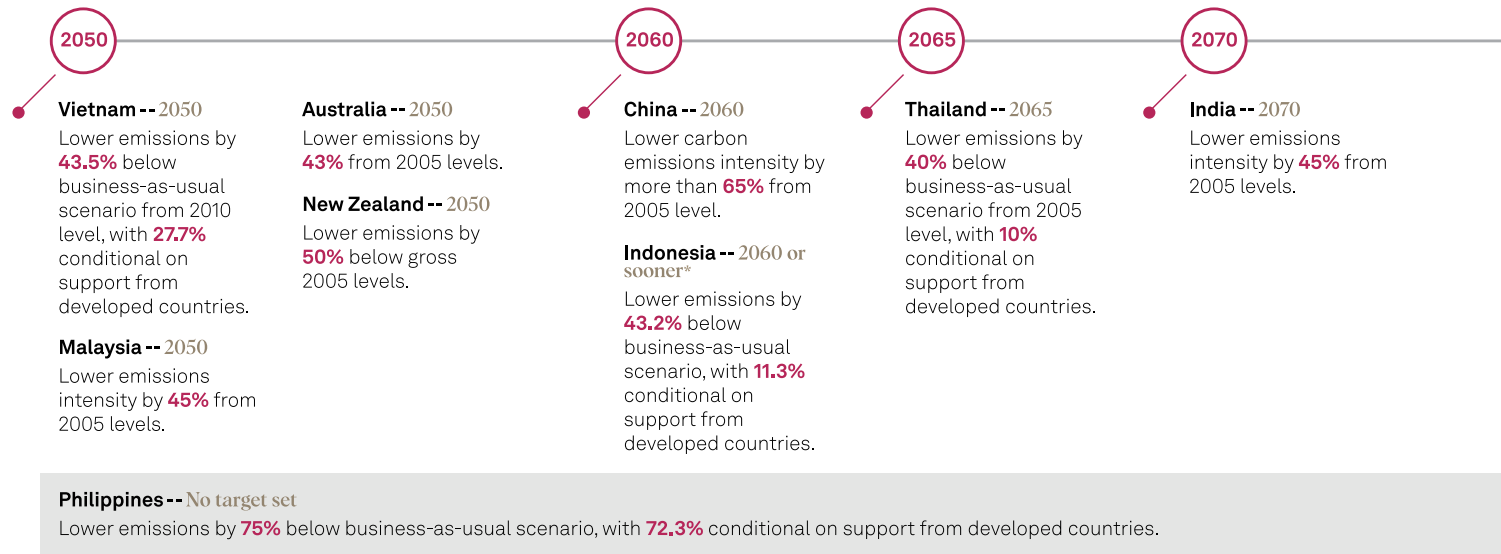 2050
2060
2065
2070
Vietnam -- 2050
Lower emissions by
43.5% below
business-as-usual
scenario from 2010
level, with 27.7%
conditional on
support from
developed countries.
Malaysia -- 2050
Lower emissions
intensity by 45% from
2005 levels.
Australia -- 2050
Lower emissions by
43% from 2005 levels.
New Zealand -- 2050
Lower emissions by
50% below gross
2005 levels.
China -- 2060
Lower carbon
emissions intensity by
more than 65% from
2005 level.
Indonesia -- 2060 or
sooner*
Lower emissions by
43.2% below
business-as-usual
scenario, with 11.3%
conditional on
support from
developed countries.
Thailand -- 2065
Lower emissions by
40% below
business-as-usual
scenario from 2005
level, with 10%
conditional on
support from
developed countries.
India -- 2070
Lower emissions
intensity by 45% from
2005 levels.
Philippines -- No target set
Lower emissions by 75% below business-as-usual scenario, with 72.3% conditional on support from developed countries.